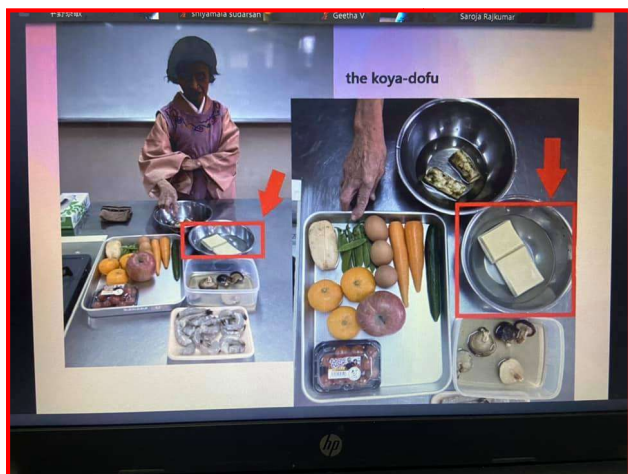 shiyamala sudarsan
Geetha V
Saroja Rajkumar
the koya-dofu
hp